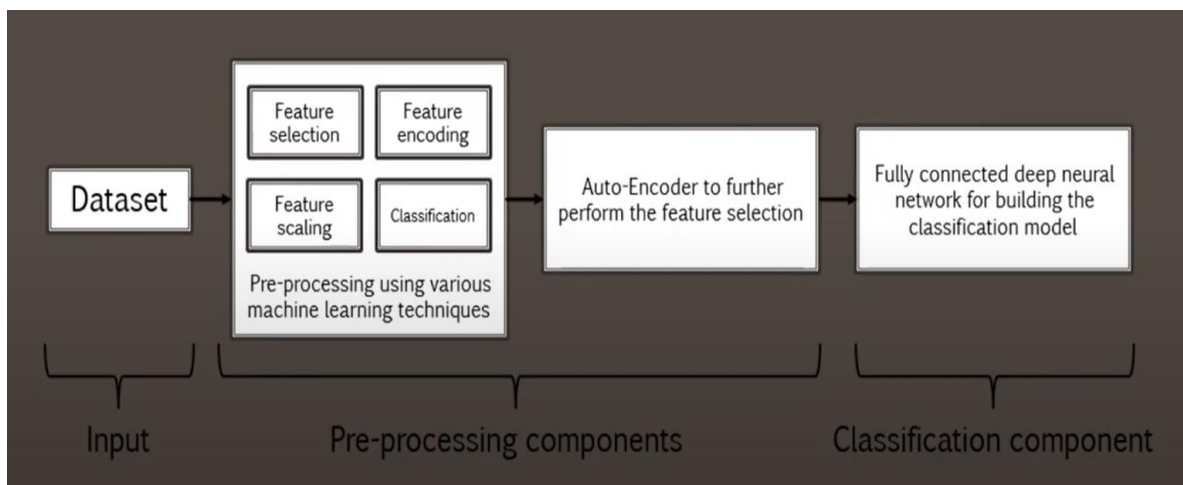 Dataset
Feature
selection
Feature
encoding
Feature
scaling
Classification
Pre-processing using various
machine learning techniques
Auto-Encoder to further
perform the feature selection
Fully connected deep neural
network for building the
classification model
Input
Pre-processing components
Classification component